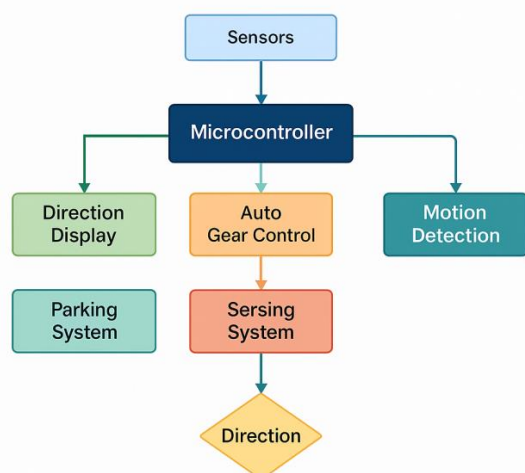 Sensors
Microcontroller
Direction
Display
Auto
Gear Control
Motion
Detection
Parking
System
Sersing
System
Direction